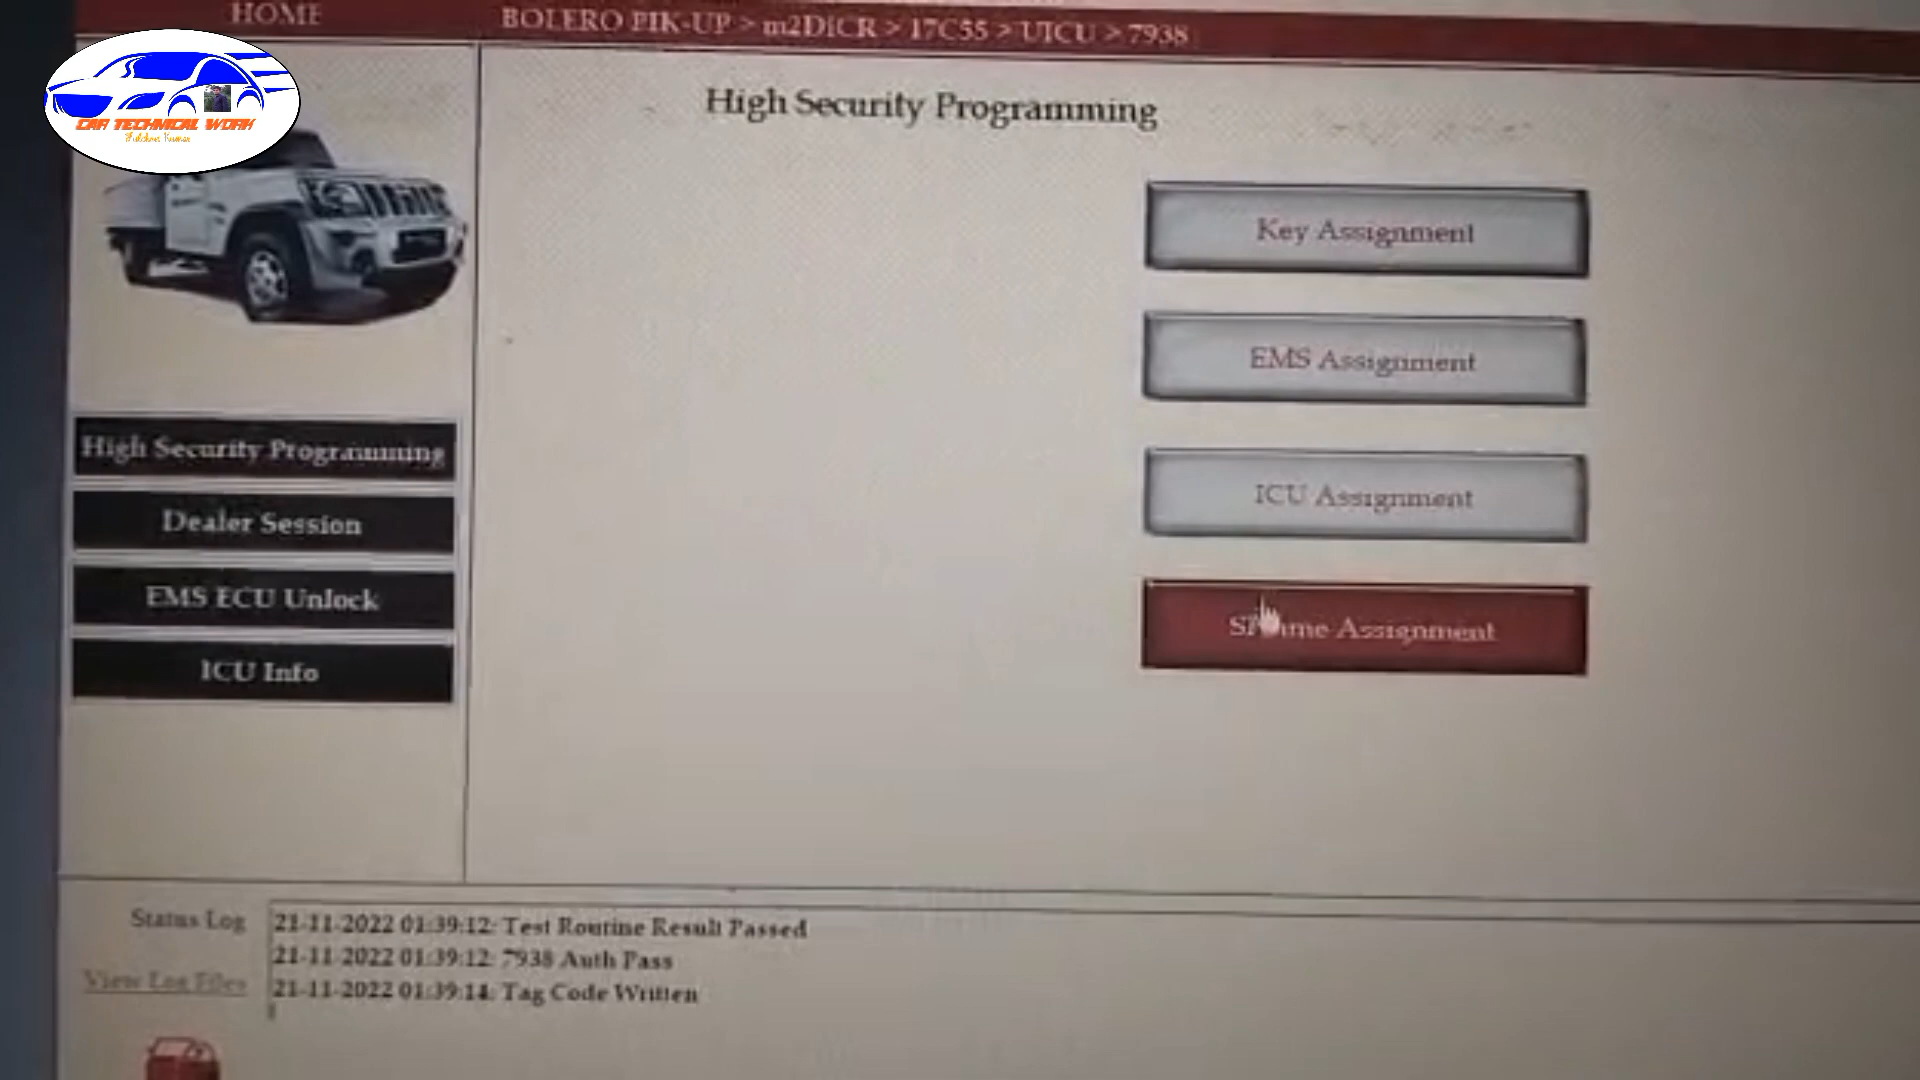 HOME
BOLERO PIK-UP > m2DiCR > 17C55 > UICU > 7938
CAR TECHNICAL WORK
High Security Programming
Key Assignment
EMS Assignment
ICU Assignment
Assignment
High Security Programming
Dealer Session
EMS ECU Unlock
ICU Info
Status Log
21-11-2022 01:39:12: Test Routine Result Passed
21-11-2022 01:39:12: 7938 Auth Pass
View Log Files
21-11-2022 01:39:14: Tag Code Written